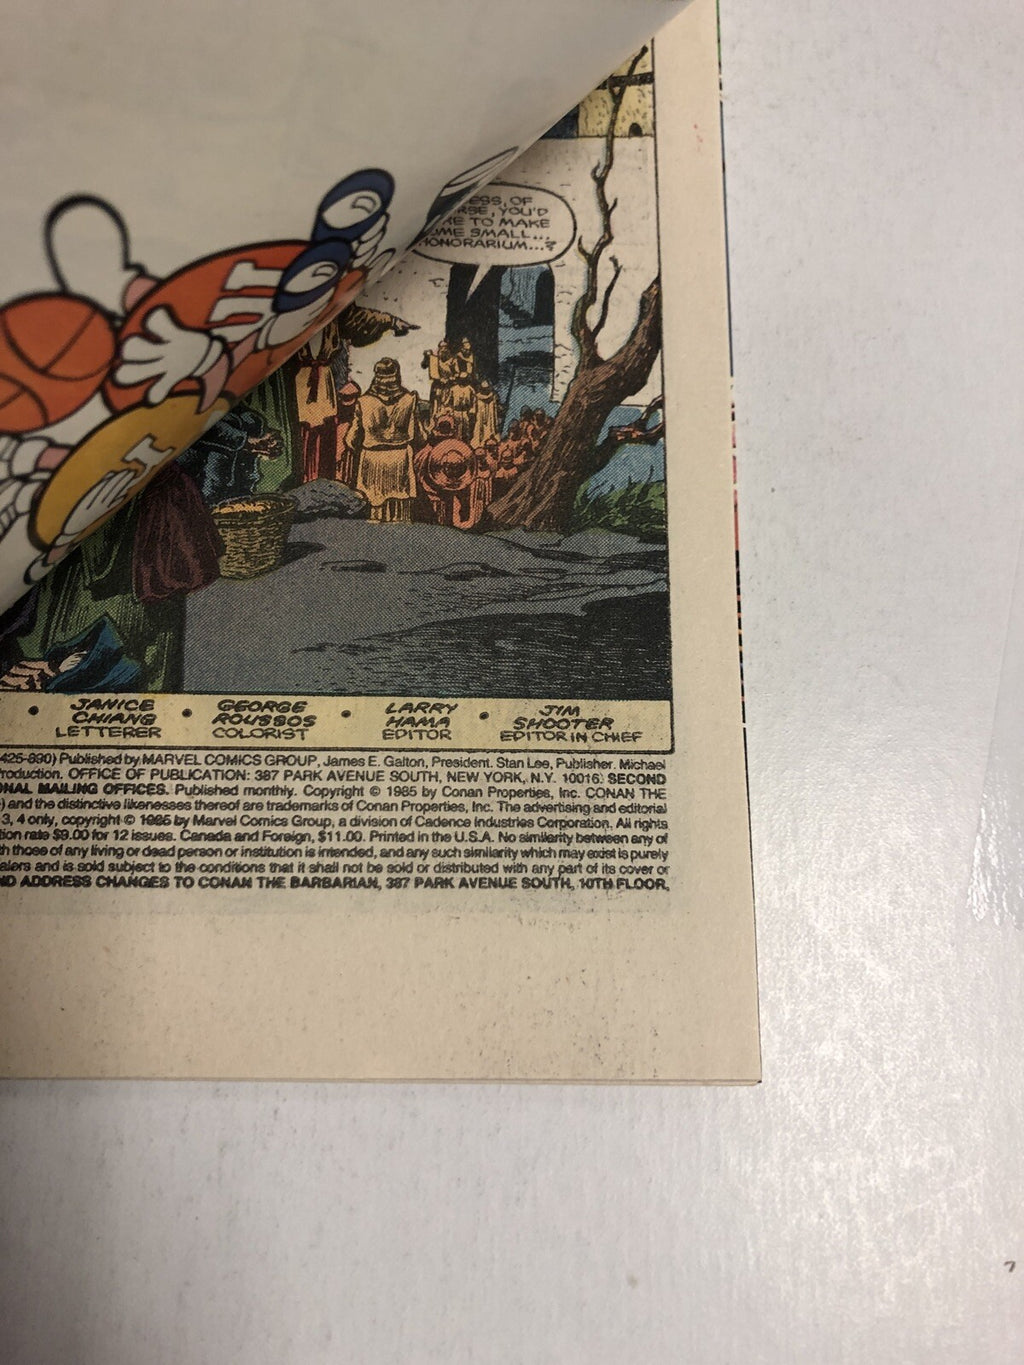 ESS, OF
RSE, YOU'D
RE TO MAKE
OME SMALL...
HONORARIUM...?
• JANICE CHIANG LETTERER • GEORGE ROUSSOS COLORIST • LARRY HAMA EDITOR • JIM SHOOTER EDITOR IN CHIEF
425-890) Published by MARVEL COMICS GROUP, James E. Galton, President. Stan Lee, Publisher. Michael
roduction. OFFICE OF PUBLICATION: 387 PARK AVENUE SOUTH, NEW YORK, N.Y. 10016. SECOND
ONAL MAILING OFFICES. Published monthly. Copyright © 1985 by Conan Properties, Inc. CONAN THE
) and the distinctive likenesses thereof are trademarks of Conan Properties, Inc. The advertising and editorial
3, 4 only, copyright © 1985 by Marvel Comics Group, a division of Cadence Industries Corporation. All rights
tion rate $9.00 for 12 issues. Canada and Foreign, $11.00. Printed in the U.S.A. No similarity between any of
th those of any living or dead person or institution is intended, and any such similarity which may exist is purely
alers and is sold subject to the conditions that it shall not be sold or distributed with any part of its cover or
ND ADDRESS CHANGES TO CONAN THE BARBARIAN, 387 PARK AVENUE SOUTH, 10TH FLOOR,